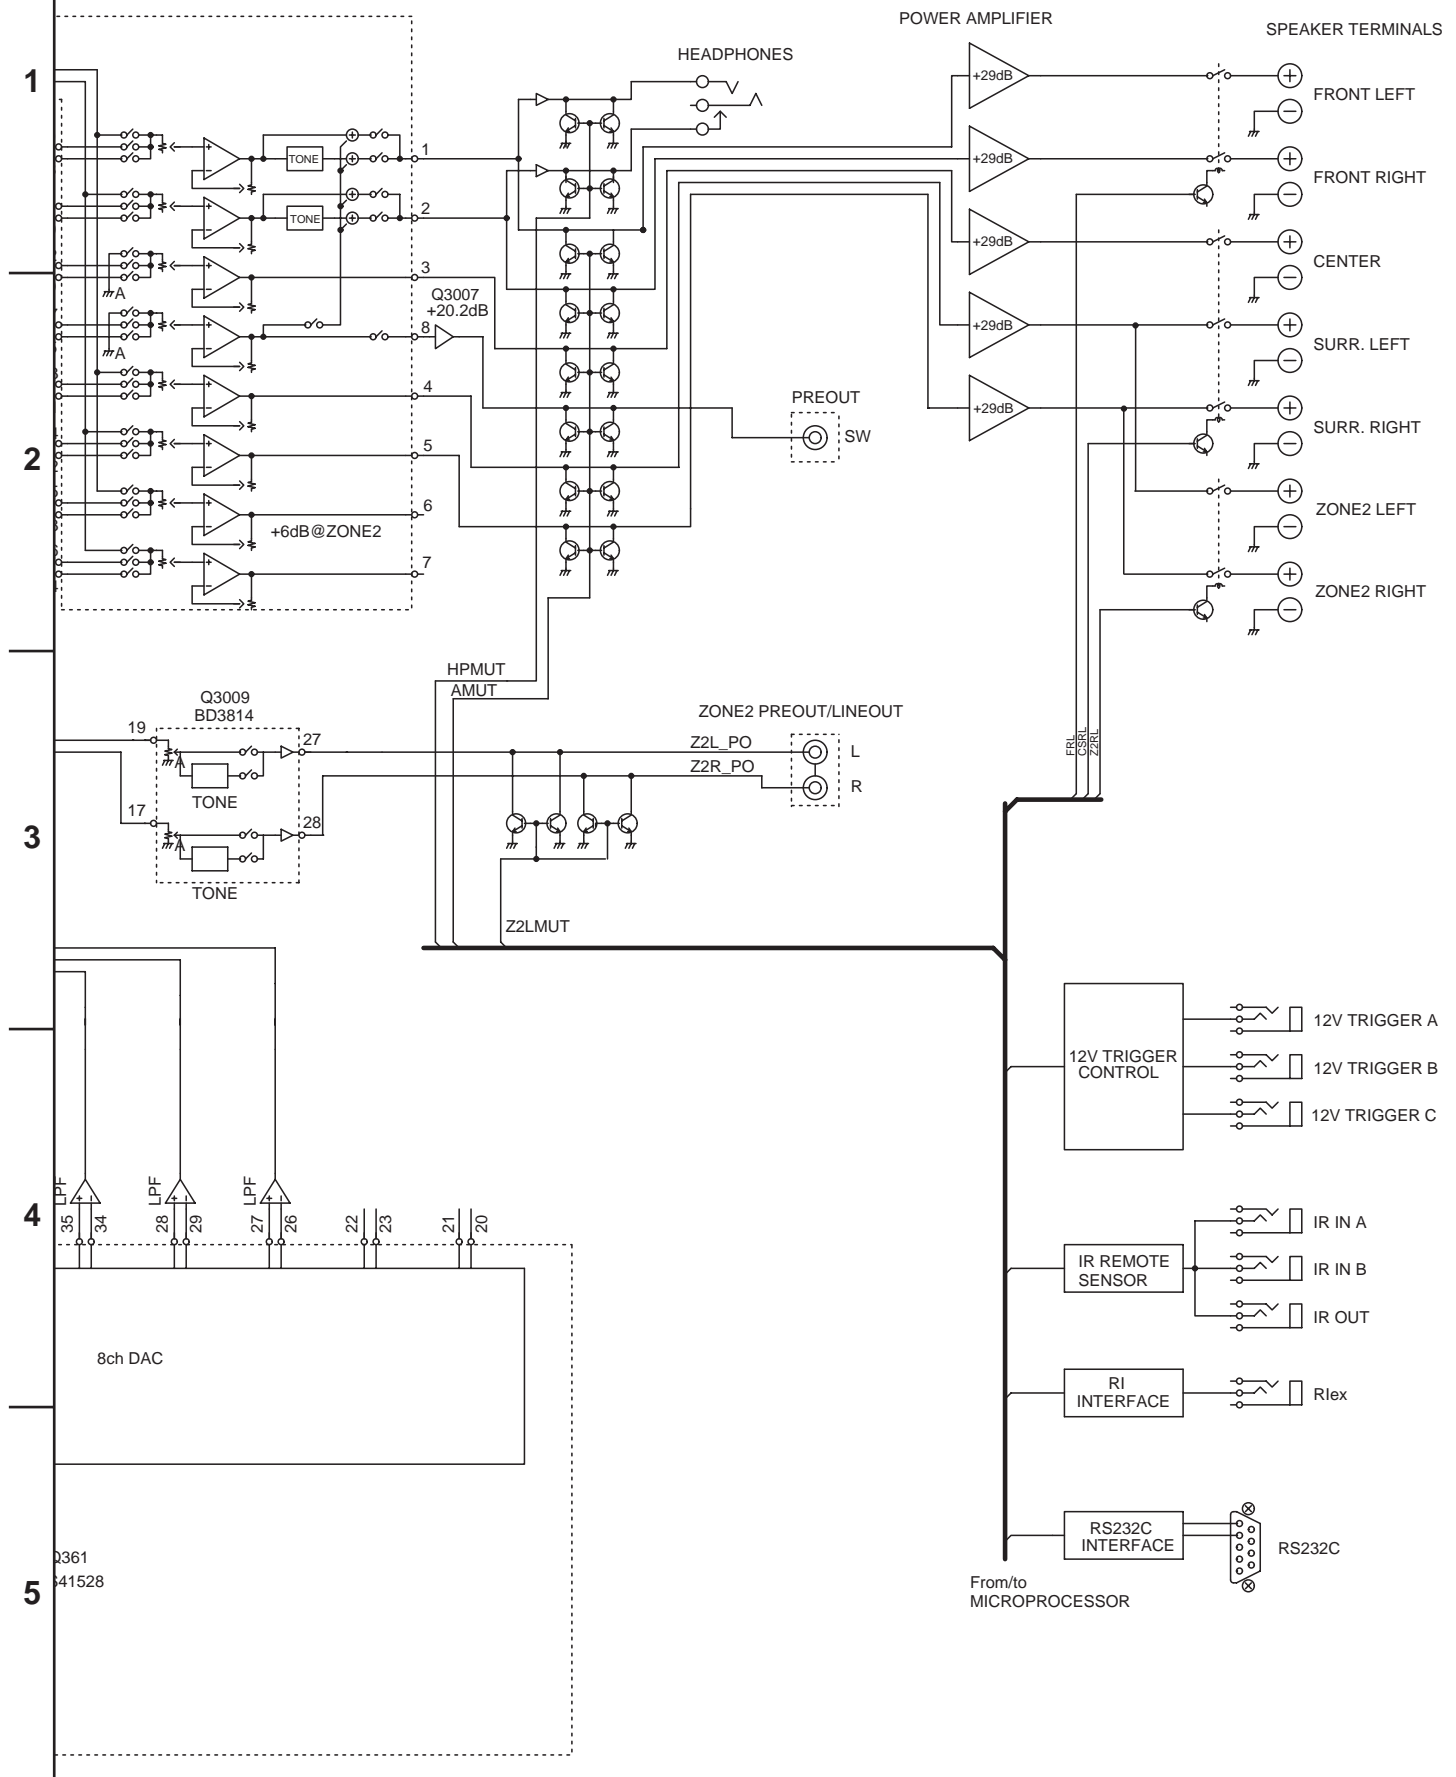 POWER AMPLIFIER
SPEAKER TERMINALS
HEADPHONES
1
+29dB
FRONT LEFT
+29dB
FRONT RIGHT
TONE
1
TONE
2
+29dB
CENTER
3
A
Q3007
+20.2dB
8
+29dB
SURR. LEFT
A
4
PREOUT
SW
+29dB
SURR. RIGHT
2
5
6
+6dB@ZONE2
ZONE2 LEFT
7
ZONE2 RIGHT
HPMUT
AMUT
Q3009
BD3814
ZONE2 PREOUT/LINEOUT
19
27
Z2L_PO
L
A
Z2R_PO
R
TONE
FRL
CSRL
Z2RL
17
28
A
TONE
3
Z2LMUT
12V TRIGGER
CONTROL
12V TRIGGER A
12V TRIGGER B
12V TRIGGER C
4
LPF
LPF
LPF
35
34
28
29
27
26
22
23
21
20
IR REMOTE
SENSOR
IR IN A
IR IN B
IR OUT
8ch DAC
RI
INTERFACE
RIex
RS232C
INTERFACE
RS232C
Q361
S41528
5
From/to
MICROPROCESSOR